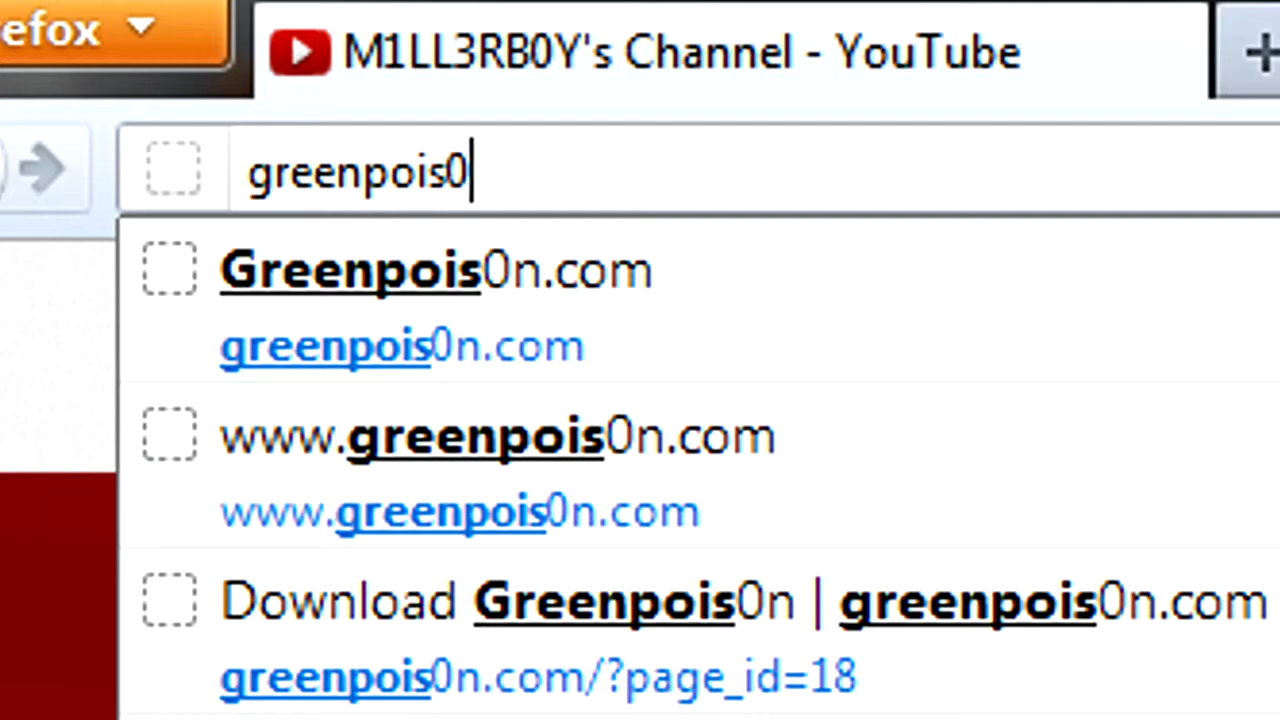 efox
M1LL3RB0Y's Channel - YouTube
+
greenpois0
Greenpois0n.com
greenpois0n.com
www.greenpois0n.com
www.greenpois0n.com
Download Greenpois0n | greenpois0n.com
greenpois0n.com/?page_id=18